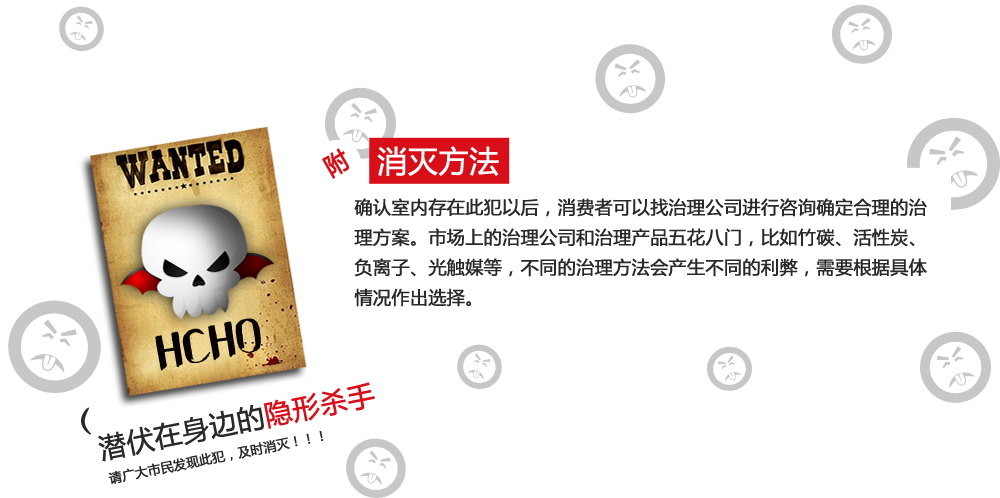 WANTED
HCHO
（
潜伏在身边的隐形杀手
请广大市民发现此犯，及时消灭！！！
附 消灭方法
确认室内存在此犯以后，消费者可以找治理公司进行咨询确定合理的治
理方案。市场上的治理公司和治理产品五花八门，比如竹碳、活性炭、
负离子、光触媒等，不同的治理方法会产生不同的利弊，需要根据具体
情况作出选择。